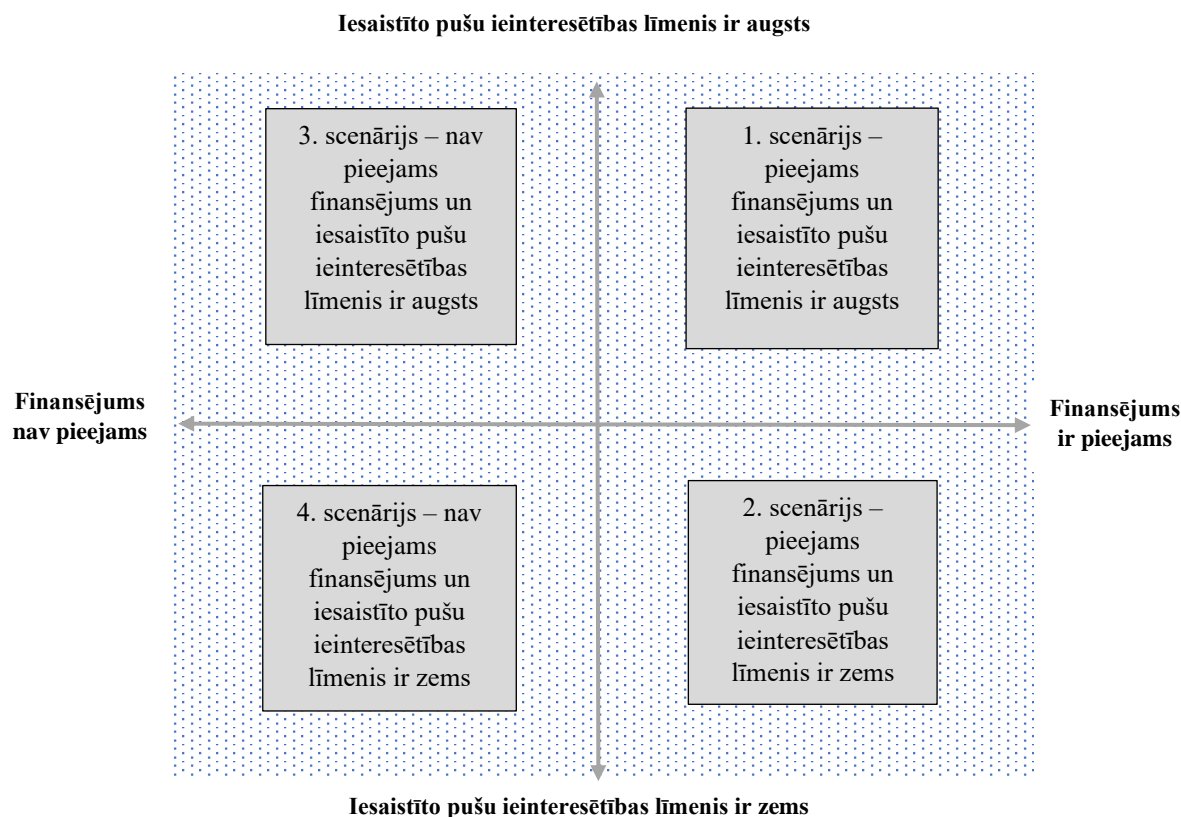 Iesaistīto pušu ieinteresētības līmenis ir augsts
3. scenārijs – nav
pieejams
finansējums un
iesaistīto pušu
ieinteresētības
līmenis ir augsts
1. scenārijs –
pieejams
finansējums un
iesaistīto pušu
ieinteresētības
līmenis ir augsts
Finansējums
nav pieejams
Finansējums
ir pieejams
4. scenārijs – nav
pieejams
finansējums un
iesaistīto pušu
ieinteresētības
līmenis ir zems
2. scenārijs –
pieejams
finansējums un
iesaistīto pušu
ieinteresētības
līmenis ir zems
Iesaistīto pušu ieinteresētības līmenis ir zems